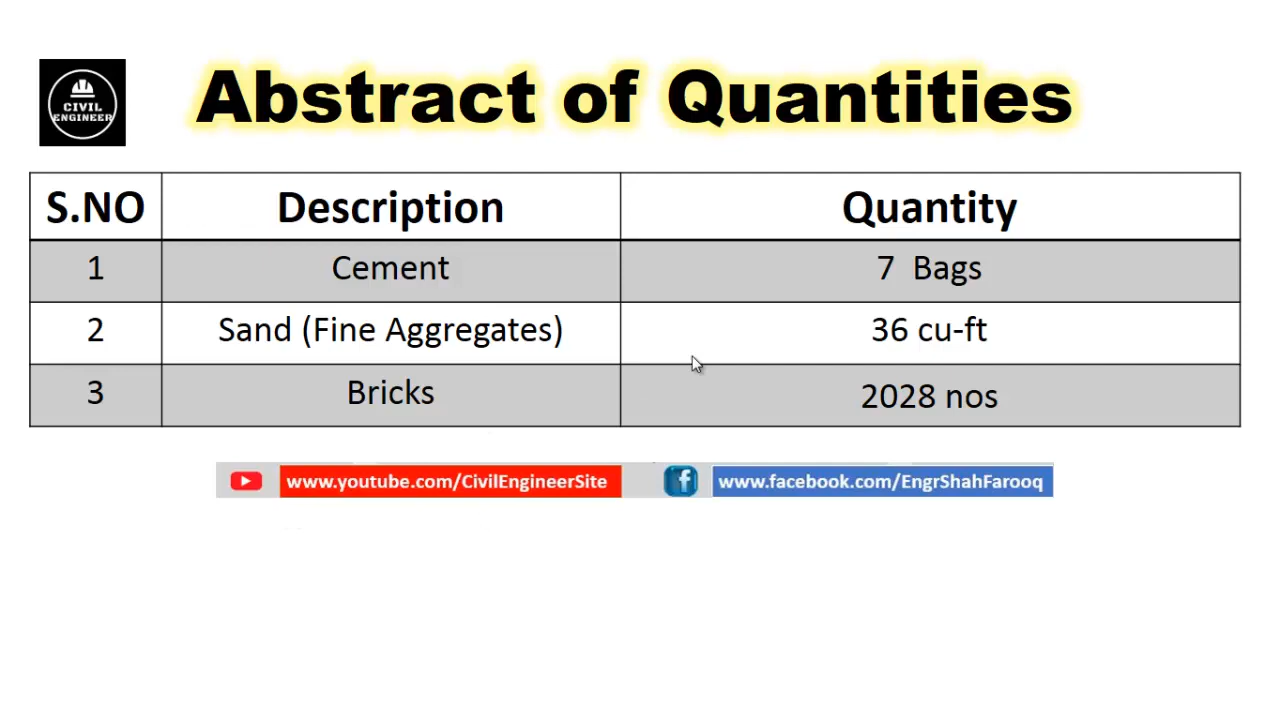 CIVIL
ENGINEER
Abstract of Quantities
S.NO Description Quantity
1 Cement 7 Bags
2 Sand (Fine Aggregates) 36 cu-ft
3 Bricks 2028 nos
www.youtube.com/CivilEngineerSite f www.facebook.com/EngrShahFarooq